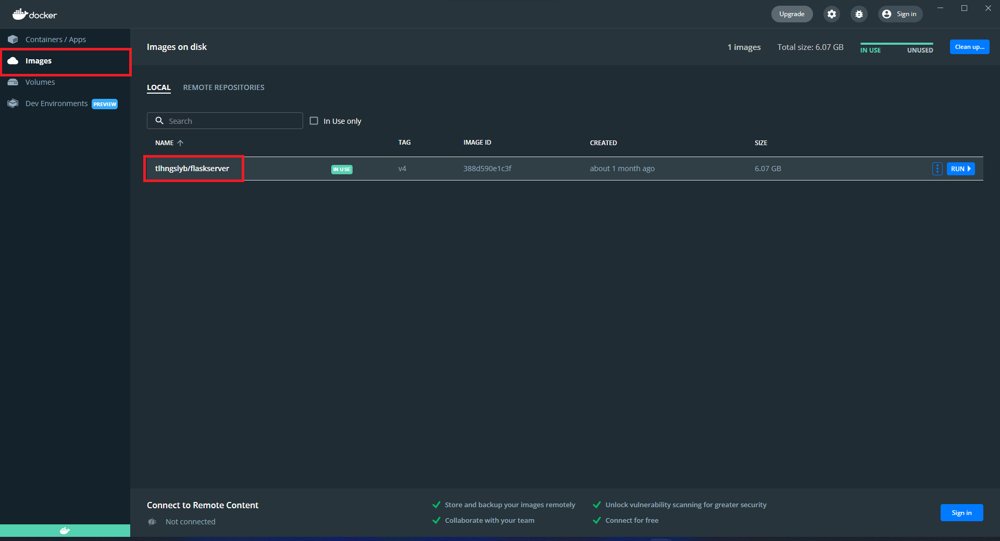 docker
Upgrade
Sign in
Containers / Apps
Images
Volumes
Dev Environments PREVIEW
Images on disk
1 images
Total size: 6.07 GB
IN USE
UNUSED
Clean up...
LOCAL
REMOTE REPOSITORIES
Search
In Use only
NAME
TAG
IMAGE ID
CREATED
SIZE
tlhngslyb/flaskserver
IN USE
v4
388d590e1c3f
about 1 month ago
6.07 GB
RUN
Connect to Remote Content
Not connected
Store and backup your images remotely
Collaborate with your team
Unlock vulnerability scanning for greater security
Connect for free
Sign in